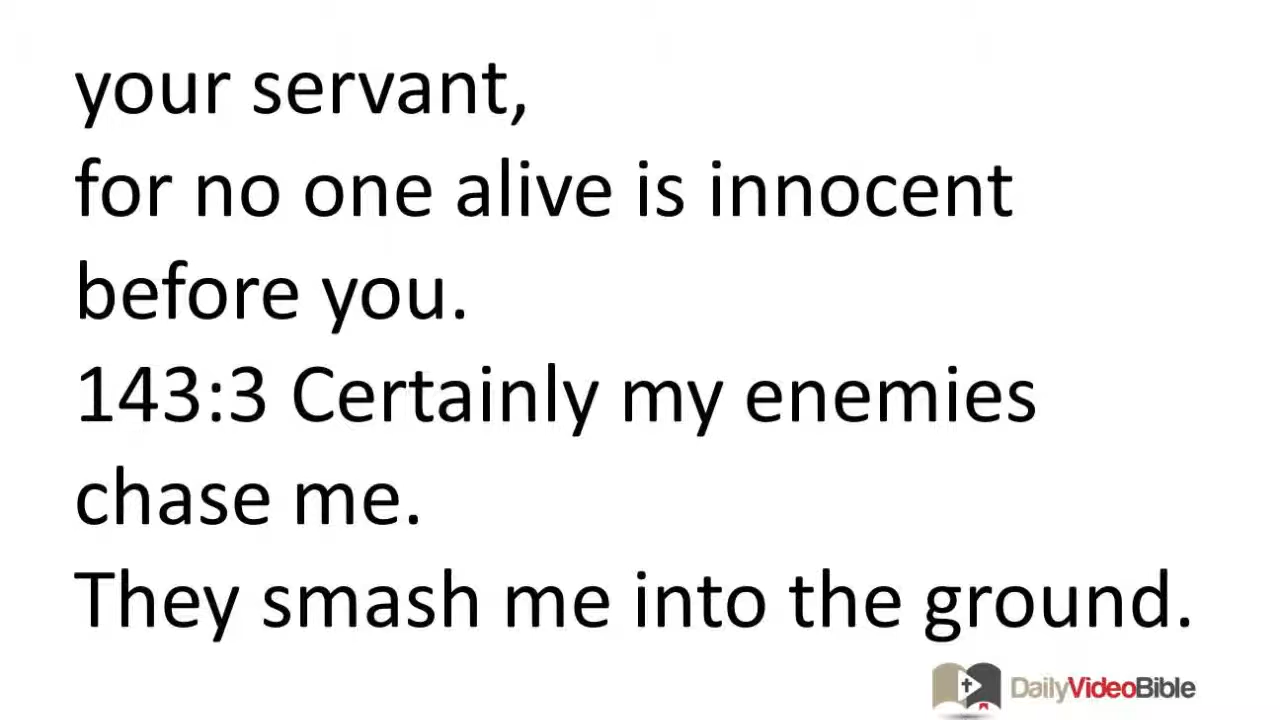 your servant,
for no one alive is innocent
before you.
143:3 Certainly my enemies
chase me.
They smash me into the ground.
DailyVideoBible